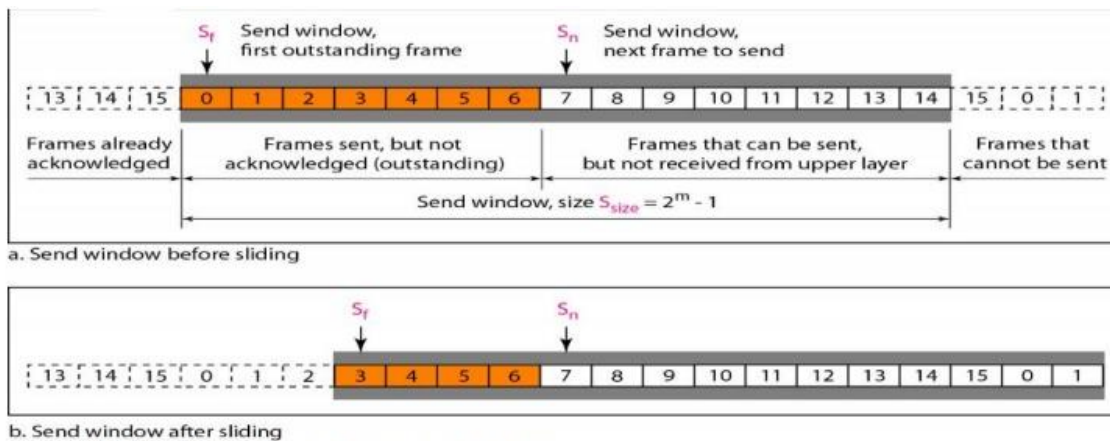 Sf Send window, first outstanding frame
Sn Send window, next frame to send
13 14 15 0 1 2 3 4 5 6 7 8 9 10 11 12 13 14 15 0 1
Frames already acknowledged
Frames sent, but not acknowledged (outstanding)
Frames that can be sent, but not received from upper layer
Frames that cannot be sent
Send window, size Ssize = 2^m - 1
a. Send window before sliding
Sf Sn
13 14 15 0 1 2 3 4 5 6 7 8 9 10 11 12 13 14 15 0 1
b. Send window after sliding